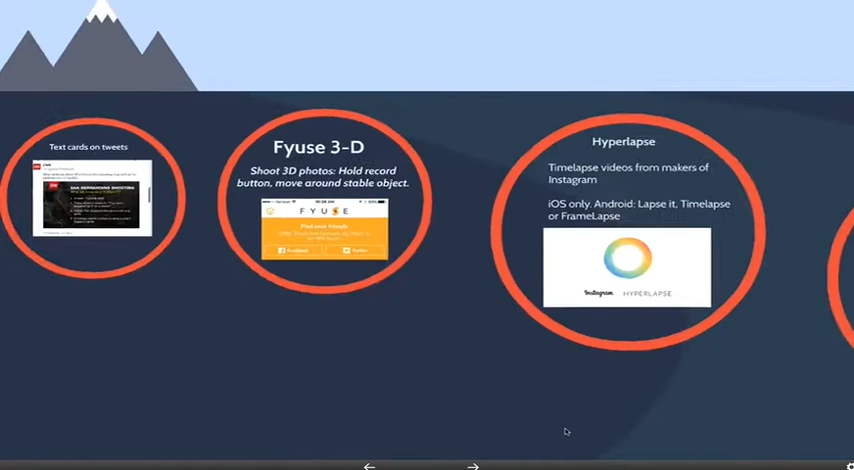 Text cards on tweets
SAN BERNARDINO SHOOTING
Fyuse 3-D
Shoot 3D photos: Hold record
button, move around stable object.
FYUSE
Find your friends
Facebook
Twitter
Hyperlapse
Timelapse videos from makers of
Instagram
iOS only. Android: Lapse it, Timelapse
or FrameLapse
Instagram HYPERLAPSE